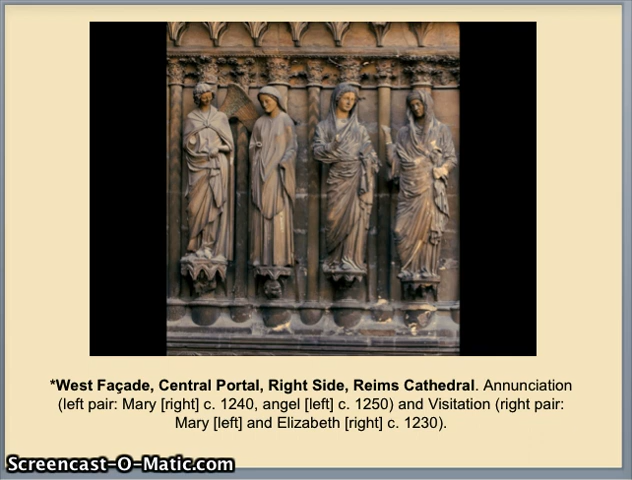 *West Façade, Central Portal, Right Side, Reims Cathedral. Annunciation
(left pair: Mary [right] c. 1240, angel [left] c. 1250) and Visitation (right pair:
Mary [left] and Elizabeth [right] c. 1230).
Screencast-O-Matic.com